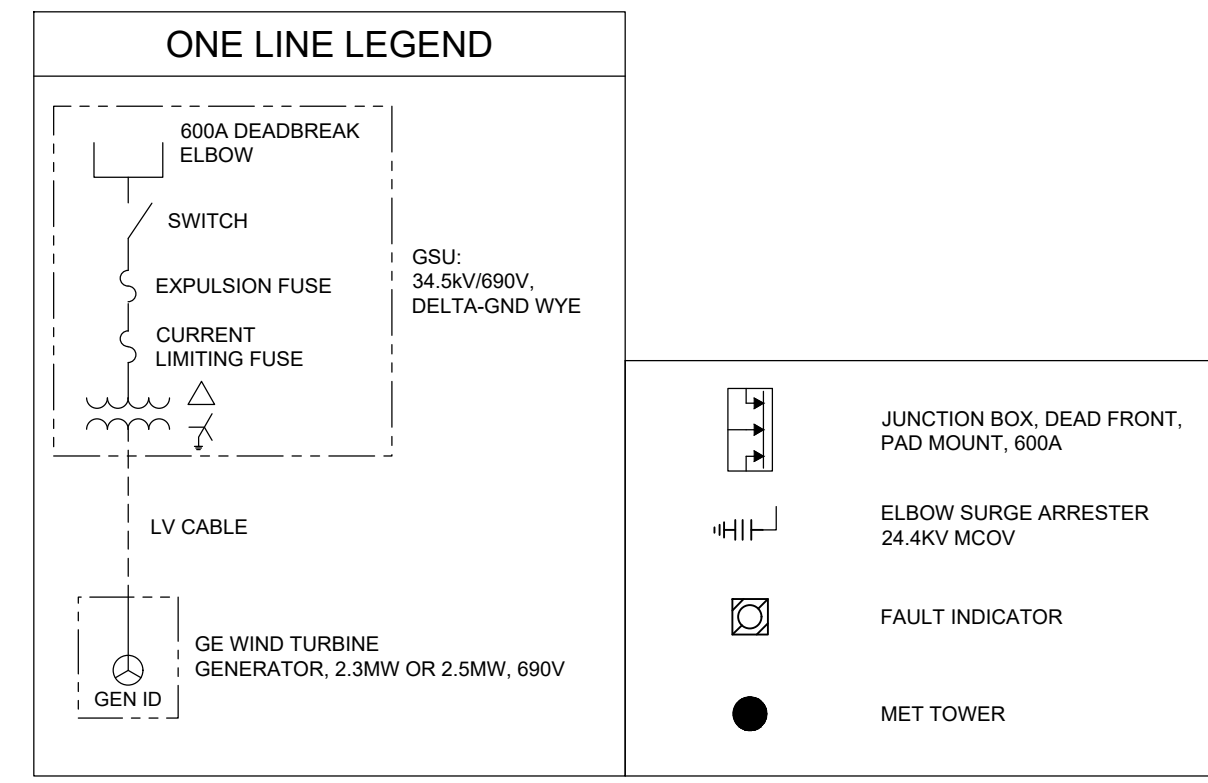 ONE LINE LEGEND
600A DEADBREAK
ELBOW
SWITCH
EXPULSION FUSE
CURRENT
LIMITING FUSE
GSU:
34.5kV/690V,
DELTA-GND WYE
LV CABLE
GE WIND TURBINE
GENERATOR, 2.3MW OR 2.5MW, 690V
GEN ID
JUNCTION BOX, DEAD FRONT,
PAD MOUNT, 600A
ELBOW SURGE ARRESTER
24.4KV MCOV
FAULT INDICATOR
MET TOWER